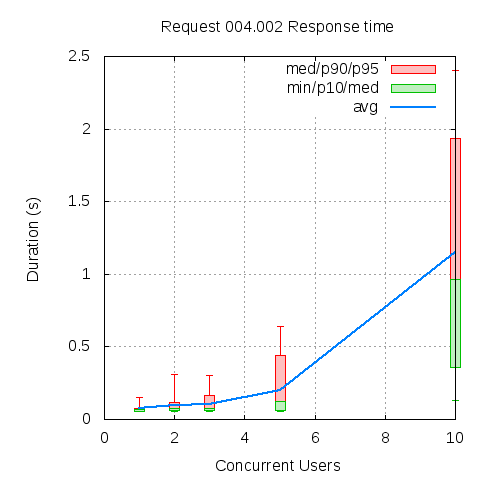 Request 004.002 Response time
med/p90/p95
min/p10/med
avg
Duration (s)
2.5
2
1.5
1
0.5
0
0 2 4 6 8 10
Concurrent Users